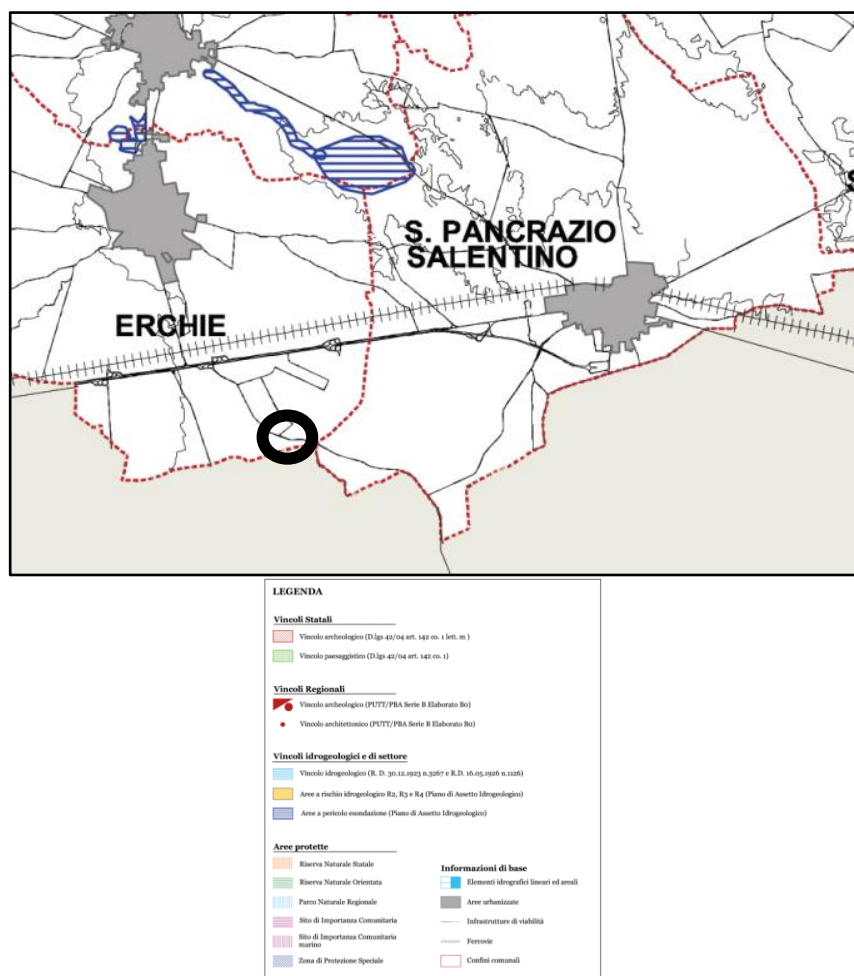 S
S. PANCRAZIO
SALENTINO
ERCHIE
LEGENDA
Vincoli Statali
Vincolo archeologico (D.lgs 42/04 art. 142 co. 1 lett. m )
Vincolo paesaggistico (D.lgs 42/04 art. 142 co. 1)
Vincoli Regionali
Vincolo archeologico (PUTT/PBA Serie B Elaborato B0)
Vincolo architettonico (PUTT/PBA Serie B Elaborato B0)
Vincoli idrogeologici e di settore
Vincolo idrogeologico (R. D. 30.12.1923 n.3267 e R.D. 16.05.1926 n.1126)
Aree a rischio idrogeologico R2, R3 e R4 (Piano di Assetto Idrogeologico)
Aree a pericolo esondazione (Piano di Assetto Idrogeologico)
Aree protette
Riserva Naturale Statale
Riserva Naturale Orientata
Parco Naturale Regionale
Sito di Importanza Comunitaria
Sito di Importanza Comunitaria
marino
Zona di Protezione Speciale
Informazioni di base
Elementi idrografici lineari ed areali
Aree urbanizzate
Infrastrutture di viabilità
Ferrovie
Confini comunali